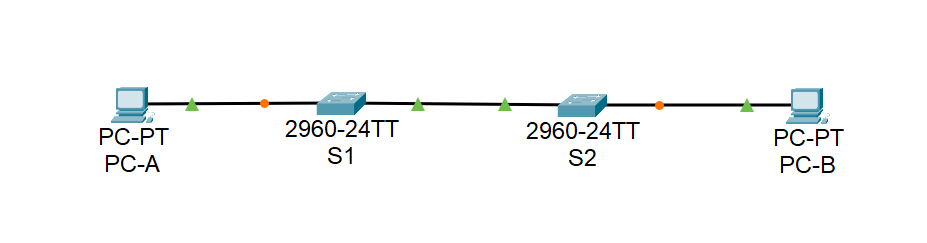 PC-PT
PC-A
2960-24TT
S1
2960-24TT
S2
PC-PT
PC-B